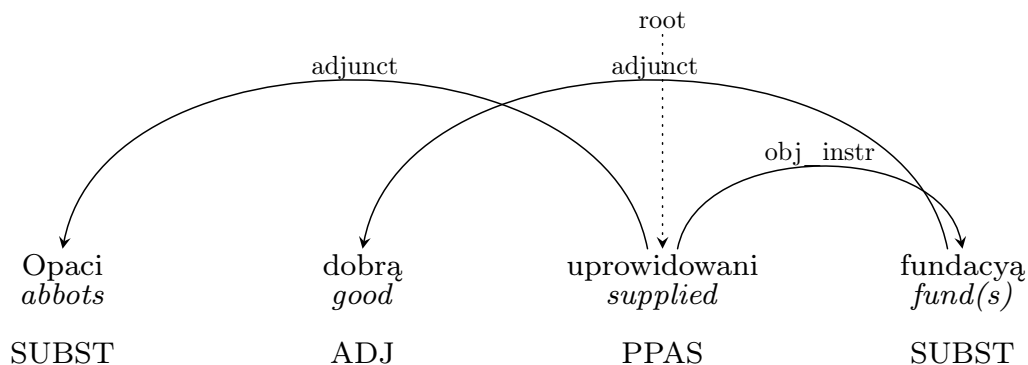 root
adjunct adjunct
obj_instr
Opaci dobrą uprowidowani fundacyą
abbots good supplied fund(s)
SUBST ADJ PPAS SUBST